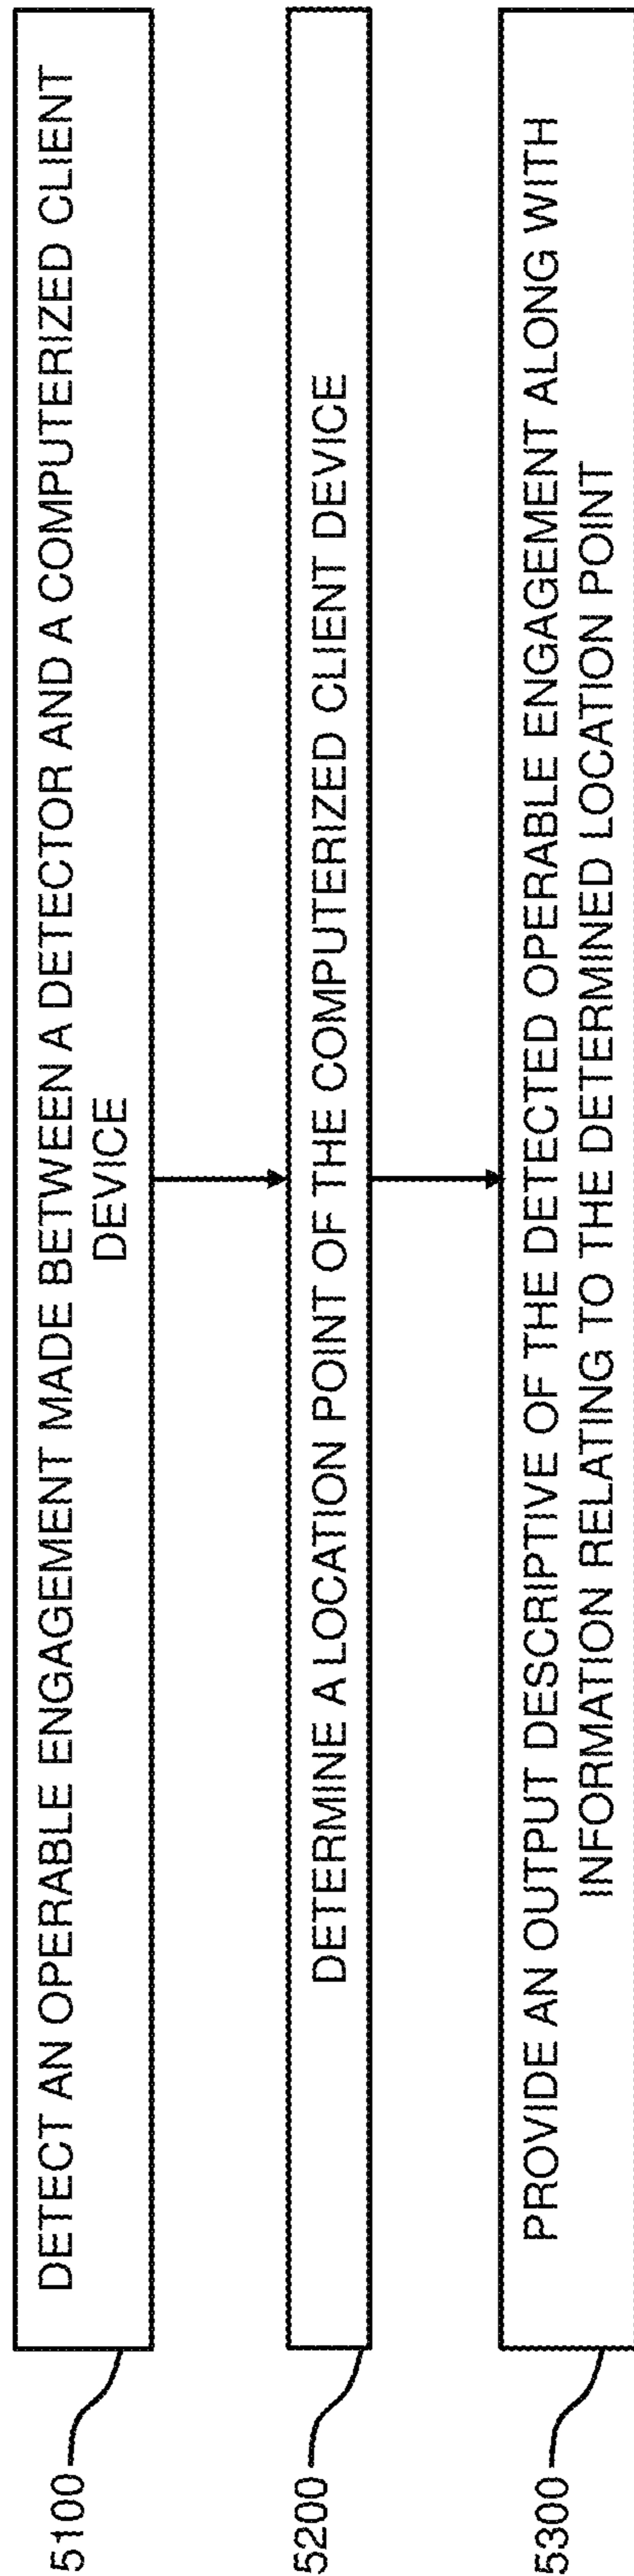 5100
DETECT AN OPERABLE ENGAGEMENT MADE BETWEEN A DETECTOR AND A COMPUTERIZED CLIENT
DEVICE
5200
DETERMINE A LOCATION POINT OF THE COMPUTERIZED CLIENT DEVICE
5300
PROVIDE AN OUTPUT DESCRIPTIVE OF THE DETECTED OPERABLE ENGAGEMENT ALONG WITH
INFORMATION RELATING TO THE DETERMINED LOCATION POINT